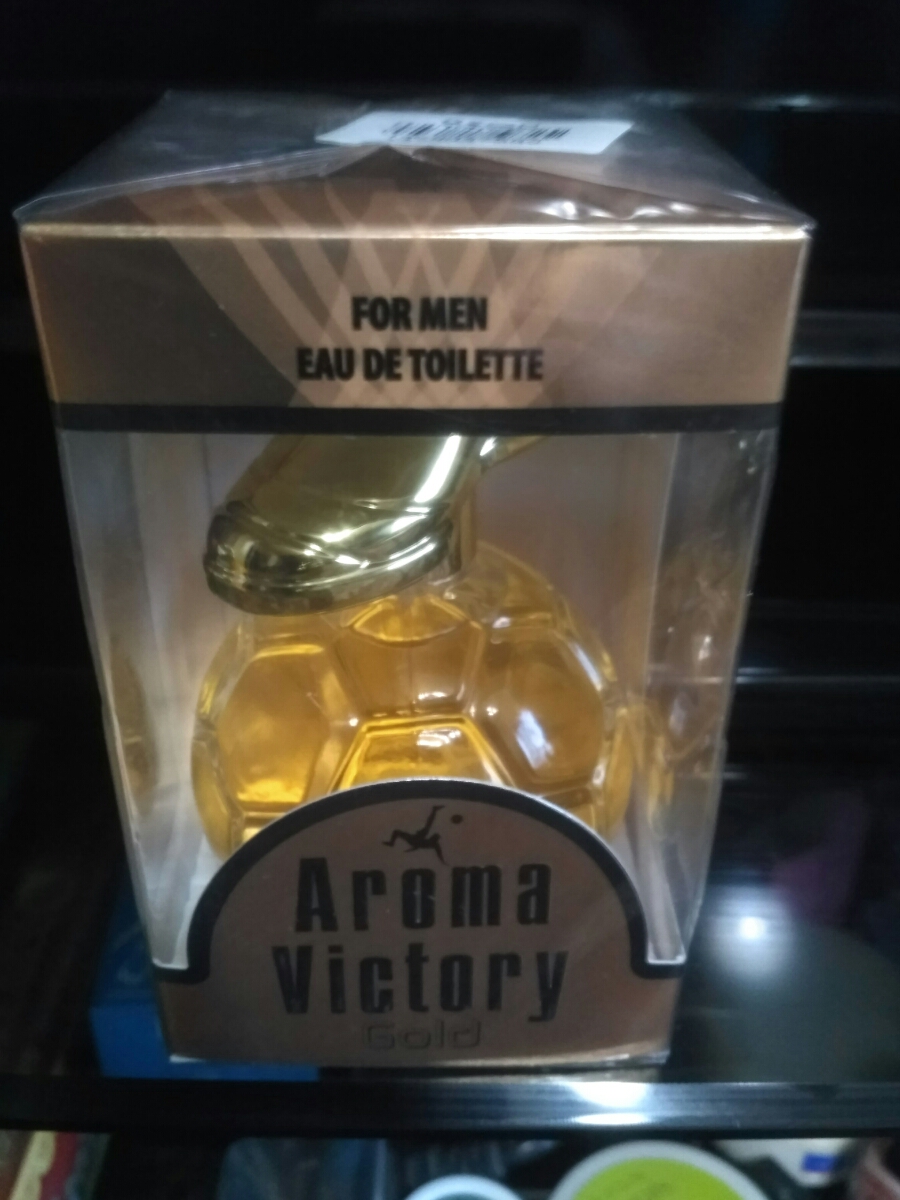 FOR MEN
EAU DE TOILETTE
Aroma
Victory
Gold